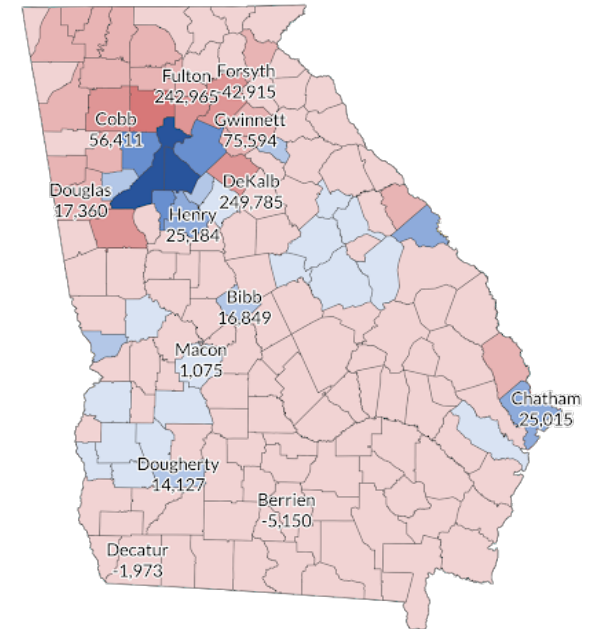 Fulton
242,965
Forsyth
-42,915
Cobb
56,411
Gwinnett
75,594
Douglas
17,360
DeKalb
249,785
Henry
25,184
Bibb
16,849
Macon
1,075
Chatham
25,015
Dougherty
14,127
Berrien
-5,150
Decatur
-1,973